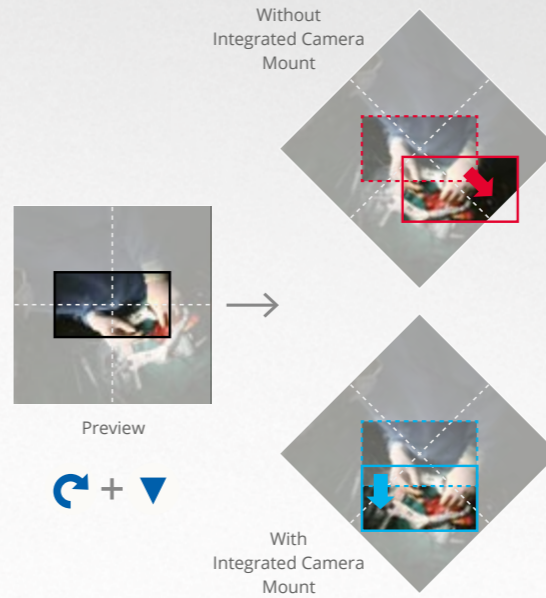 Without
Integrated Camera
Mount
Preview
+
With
Integrated Camera
Mount